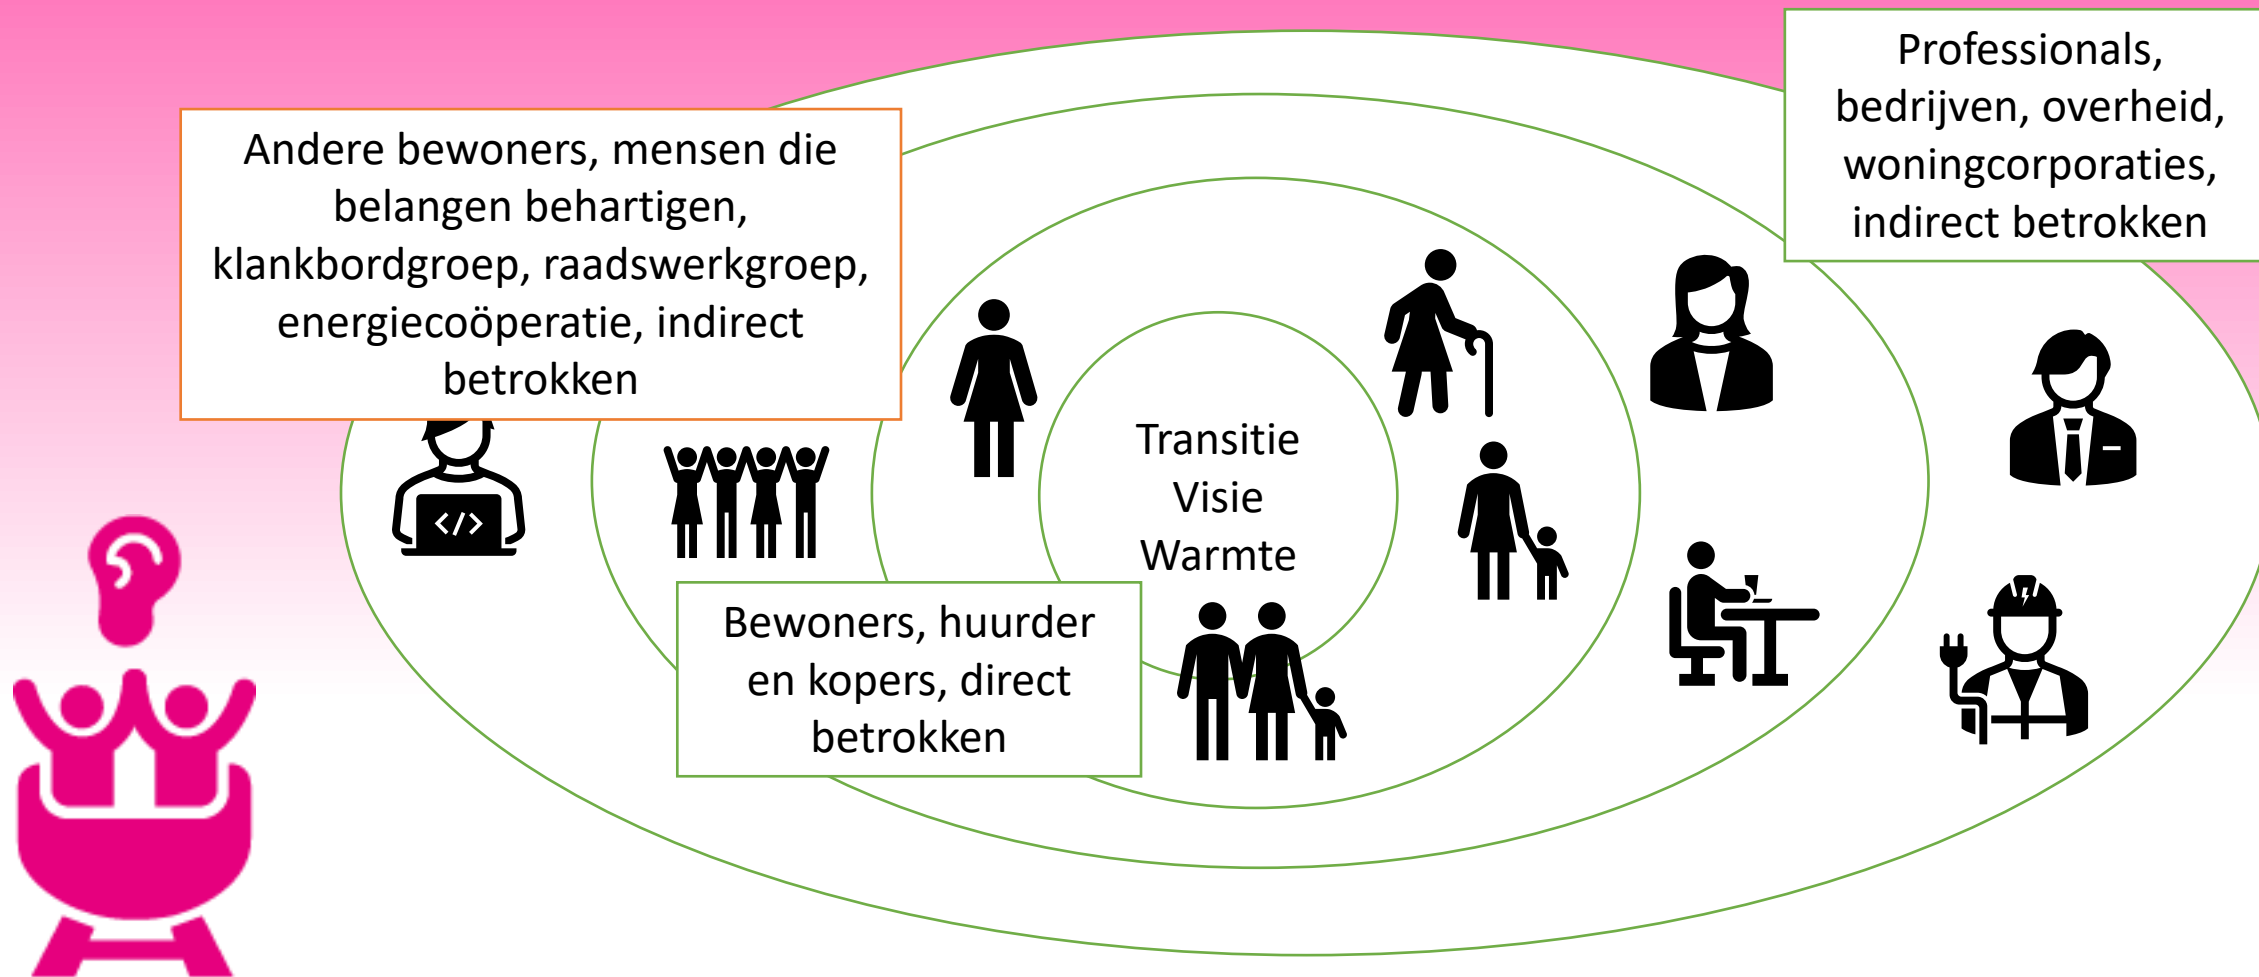 Professionals,
bedrijven, overheid,
woningcorporaties,
indirect betrokken
Andere bewoners, mensen die
belangen behartigen,
klankbordgroep, raadswerkgroep,
energiecoöperatie, indirect
betrokken
Transitie
Visie
Warmte
</>
Bewoners, huurder
en kopers, direct
betrokken